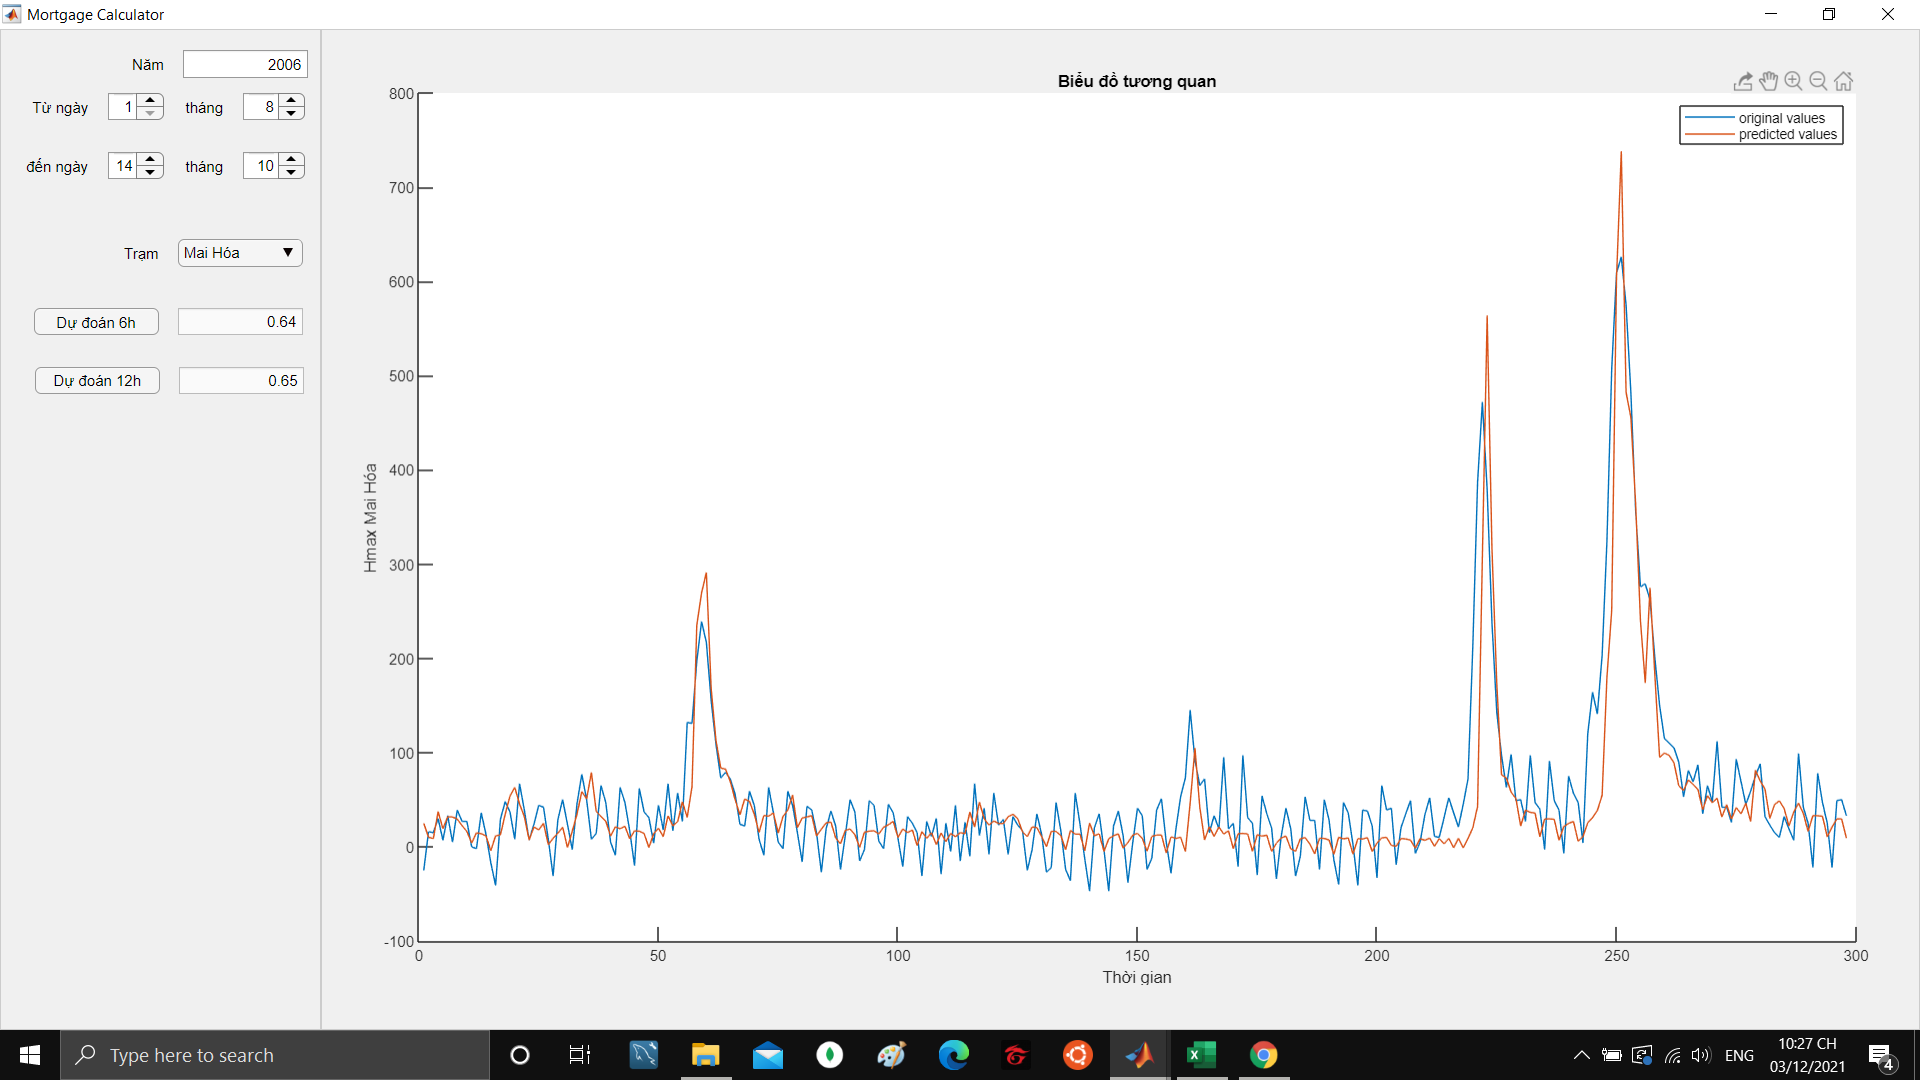 Mortgage Calculator
Năm 2006
Từ ngày 1 tháng 8
đến ngày 14 tháng 10
Trạm Mai Hóa
Dự đoán 6h 0.64
Dự đoán 12h 0.65
Biểu đồ tương quan
original values
predicted values
800
700
600
500
400
300
200
100
0
-100
Hmax Mai Hóa
0 50 100 150 200 250 300
Thời gian
Type here to search
ENG
10:27 CH
03/12/2021
4